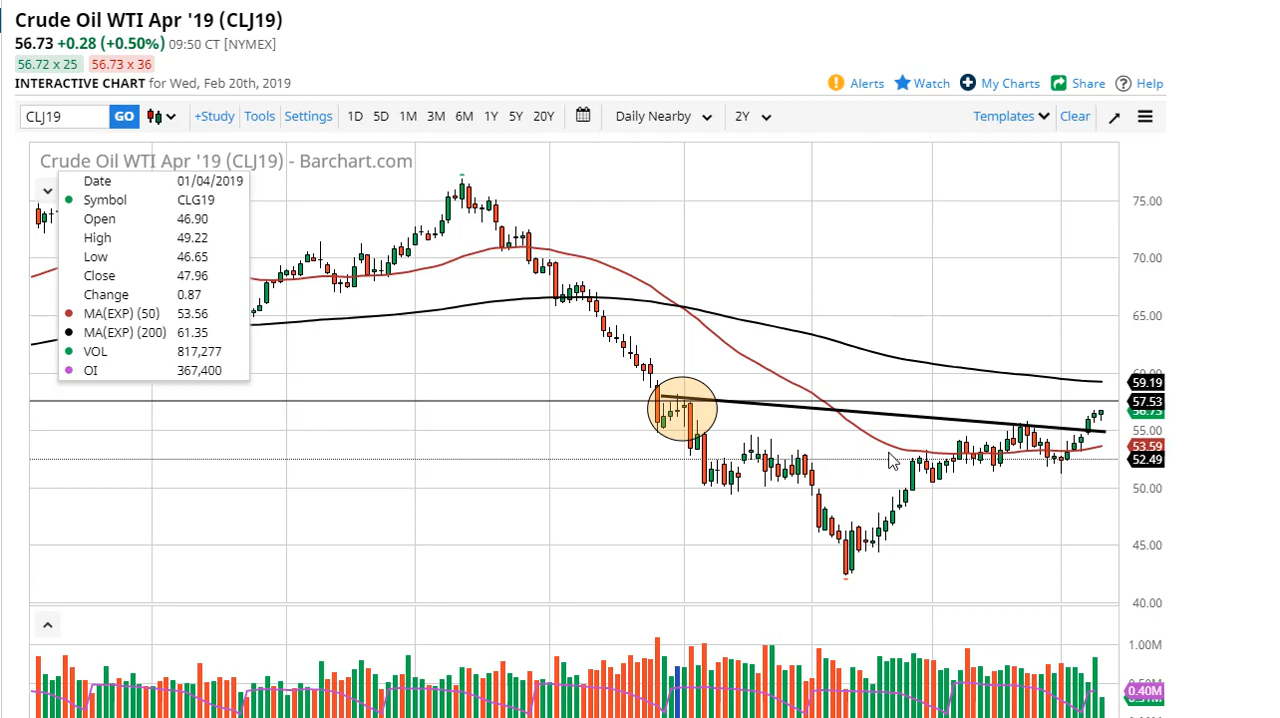 Crude Oil WTI Apr '19 (CLJ19)
56.73 +0.28 (+0.50%) 09:50 CT [NYMEX]
56.72 x 25 56.73 x 36
INTERACTIVE CHART for Wed, Feb 20th, 2019
Alerts Watch My Charts Share Help
CLJ19 GO +Study Tools Settings 1D 5D 1M 3M 6M 1Y 5Y 20Y Daily Nearby 2Y Templates Clear
Crude Oil WTI Apr '19 (CLJ19) - Barchart.com
Date 01/04/2019
Symbol CLG19
Open 46.90
High 49.22
Low 46.65
Close 47.96
Change 0.87
MA(EXP) (50) 53.56
MA(EXP) (200) 61.35
VOL 817,277
OI 367,400
75.00
70.00
65.00
60.00
59.19
57.53
56.73
55.00
53.59
52.49
50.00
45.00
40.00
1.00M
0.40M